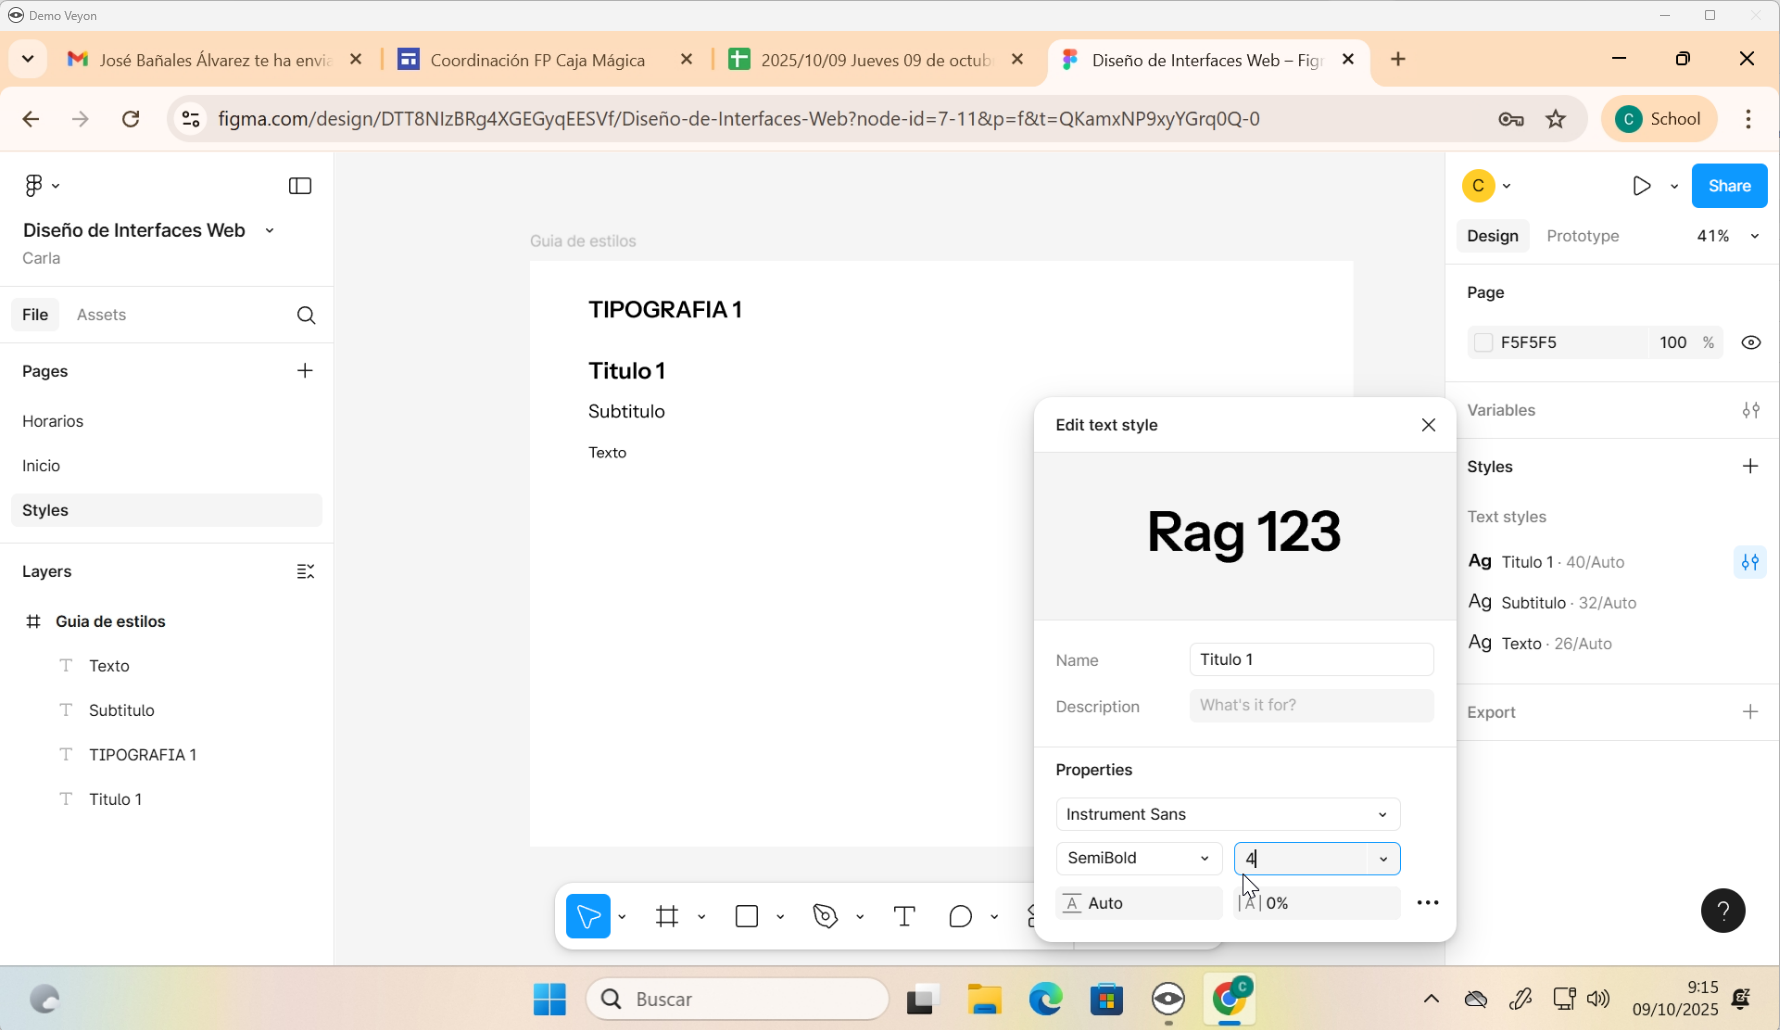 Demo Veyon
José Bañales Álvarez te ha envia
Coordinación FP Caja Mágica
2025/10/09 Jueves 09 de octub
Diseño de Interfaces Web – Fig
figma.com/design/DTT8NIzBRg4XGEGyqEESVf/Diseño-de-Interfaces-Web?node-id=7-11&p=f&t=QKamxNP9xyYGrq0Q-0
C School
Diseño de Interfaces Web
Carla
File Assets
Pages
Horarios
Inicio
Styles
Layers
Guia de estilos
Texto
Subtitulo
TIPOGRAFIA 1
Titulo 1
Guia de estilos
TIPOGRAFIA 1
Titulo 1
Subtitulo
Texto
Edit text style
Rag 123
Name Titulo 1
Description What's it for?
Properties
Instrument Sans
SemiBold 4
A Auto |A| 0%
C Share
Design Prototype 41%
Page
F5F5F5 100 %
Variables
Styles
Text styles
Ag Titulo 1 · 40/Auto
Ag Subtitulo · 32/Auto
Ag Texto · 26/Auto
Export
?
Buscar
C
9:15
09/10/2025